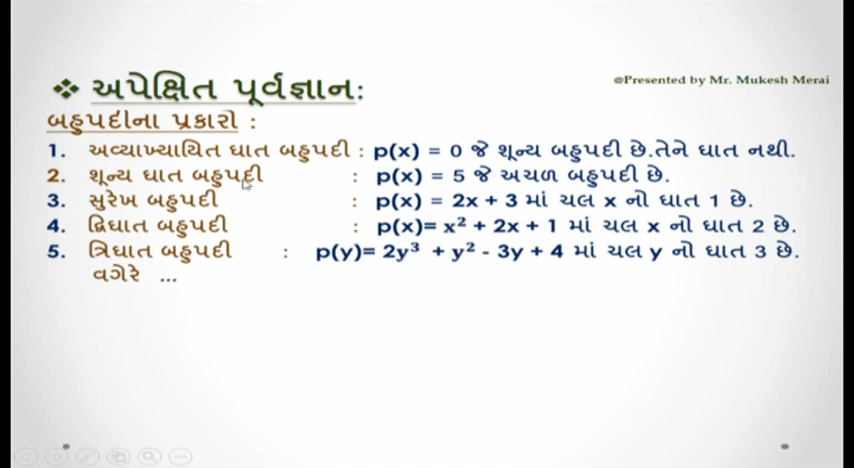 @Presented by Mr. Mukesh Merai
❖ અપેક્ષિત પૂર્વજ્ઞાન:
બહુપદીના પ્રકારો :
1. અવ્યાખ્યાયિત ઘાત બહુપદી : p(x) = 0 જે શૂન્ય બહુપદી છે.તેને ઘાત નથી.
2. શૂન્ય ઘાત બહુપદી : p(x) = 5 જે અચળ બહુપદી છે.
3. સુરેખ બહુપદી : p(x) = 2x + 3 માં ચલ x નો ઘાત 1 છે.
4. દ્વિઘાત બહુપદી : p(x)= x² + 2x + 1 માં ચલ x નો ઘાત 2 છે.
5. ત્રિઘાત બહુપદી : p(y)= 2y³ + y² - 3y + 4 માં ચલ y નો ઘાત 3 છે.
વગેરે ...